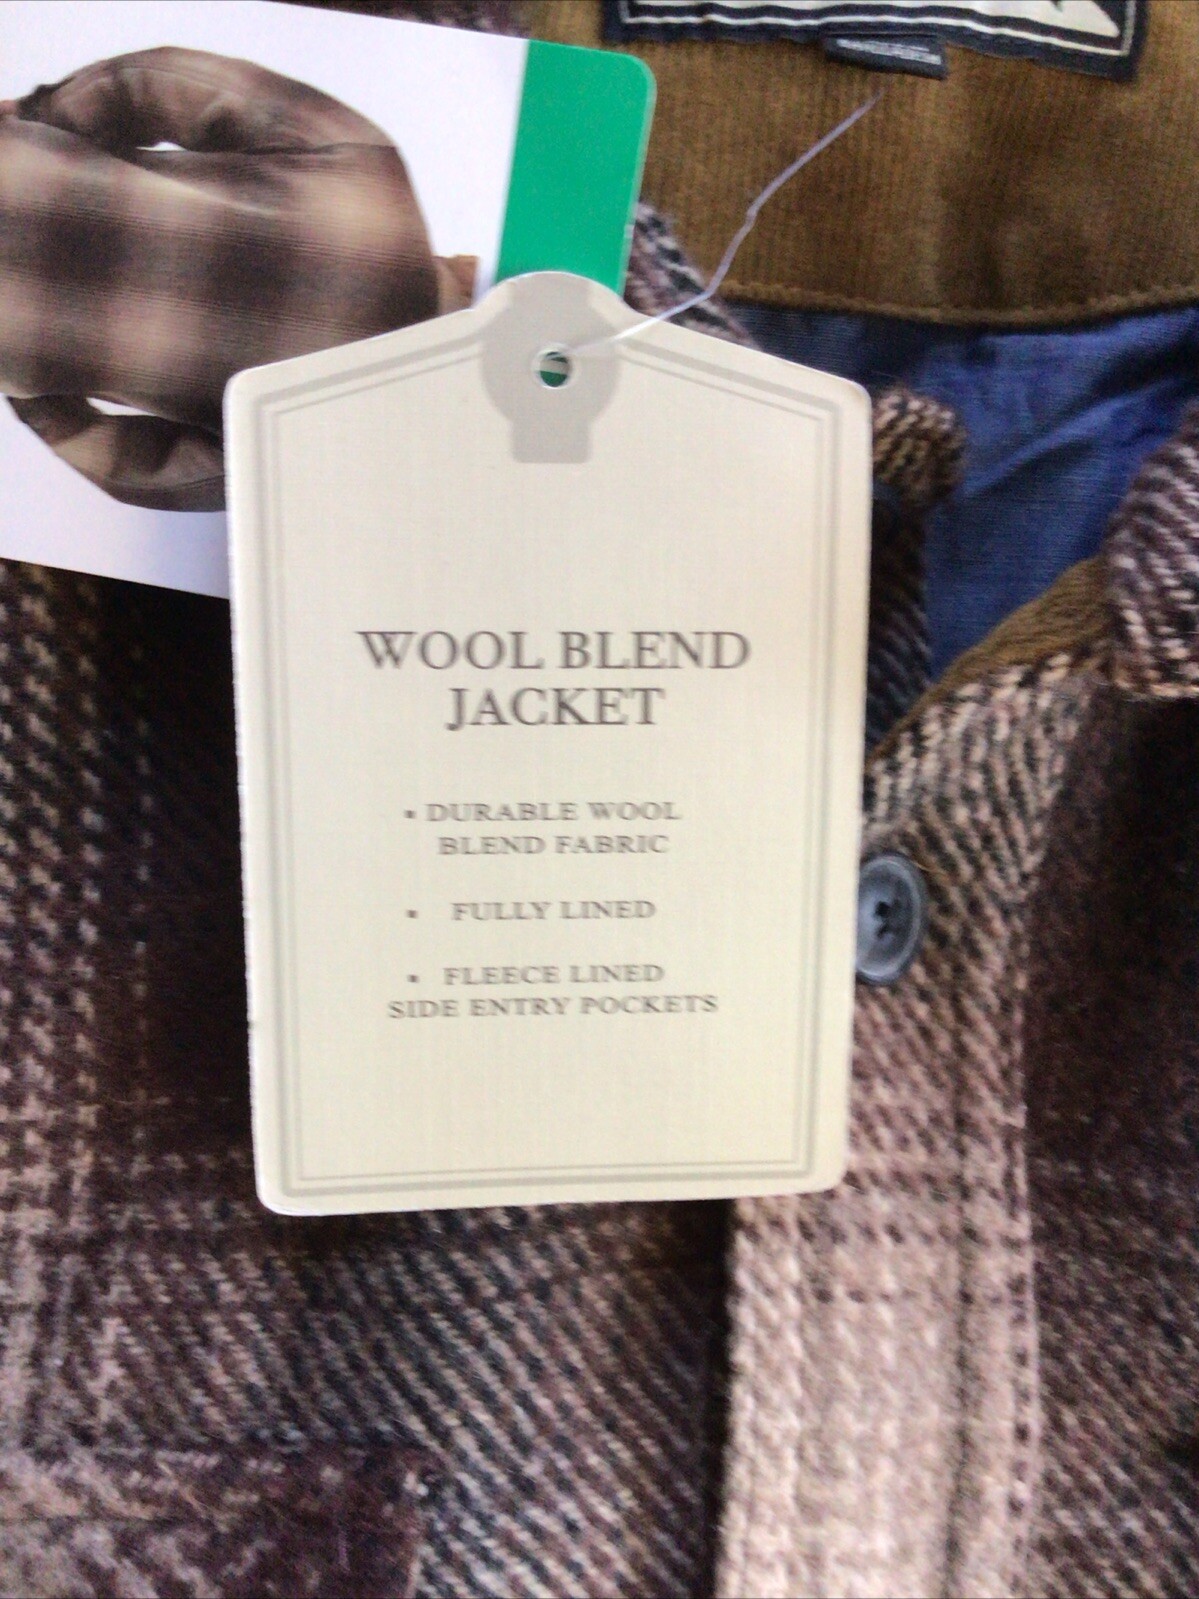 WOOL BLEND
JACKET
▪ DURABLE WOOL
BLEND FABRIC
▪ FULLY LINED
▪ FLEECE LINED
SIDE ENTRY POCKETS